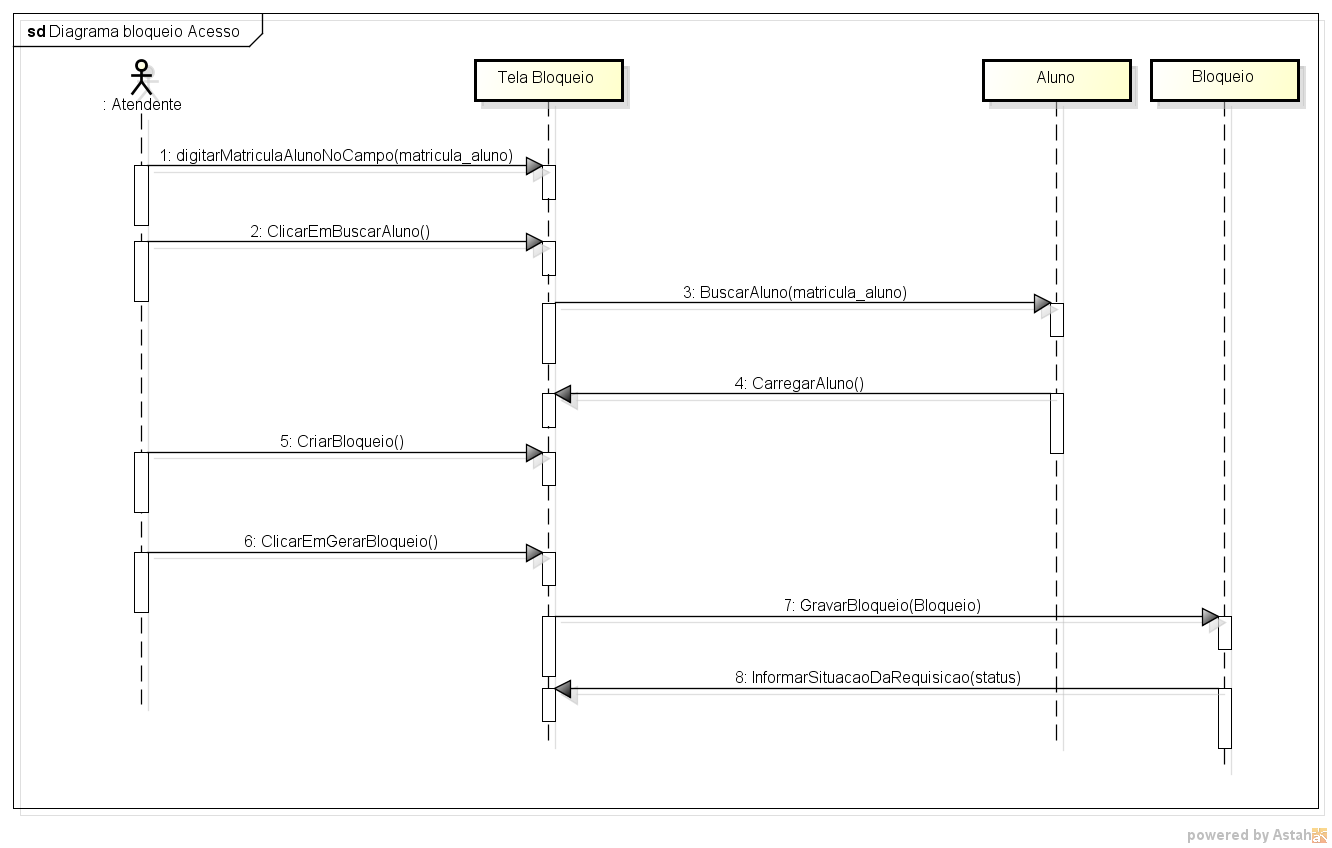 sd Diagrama bloqueio Acesso
: Atendente
Tela Bloqueio
Aluno
Bloqueio
1: digitarMatriculaAlunoNoCampo(matricula_aluno)
2: ClicarEmBuscarAluno()
3: BuscarAluno(matricula_aluno)
4: CarregarAluno()
5: CriarBloqueio()
6: ClicarEmGerarBloqueio()
7: GravarBloqueio(Bloqueio)
8: InformarSituacaoDaRequisicao(status)
powered by Astah